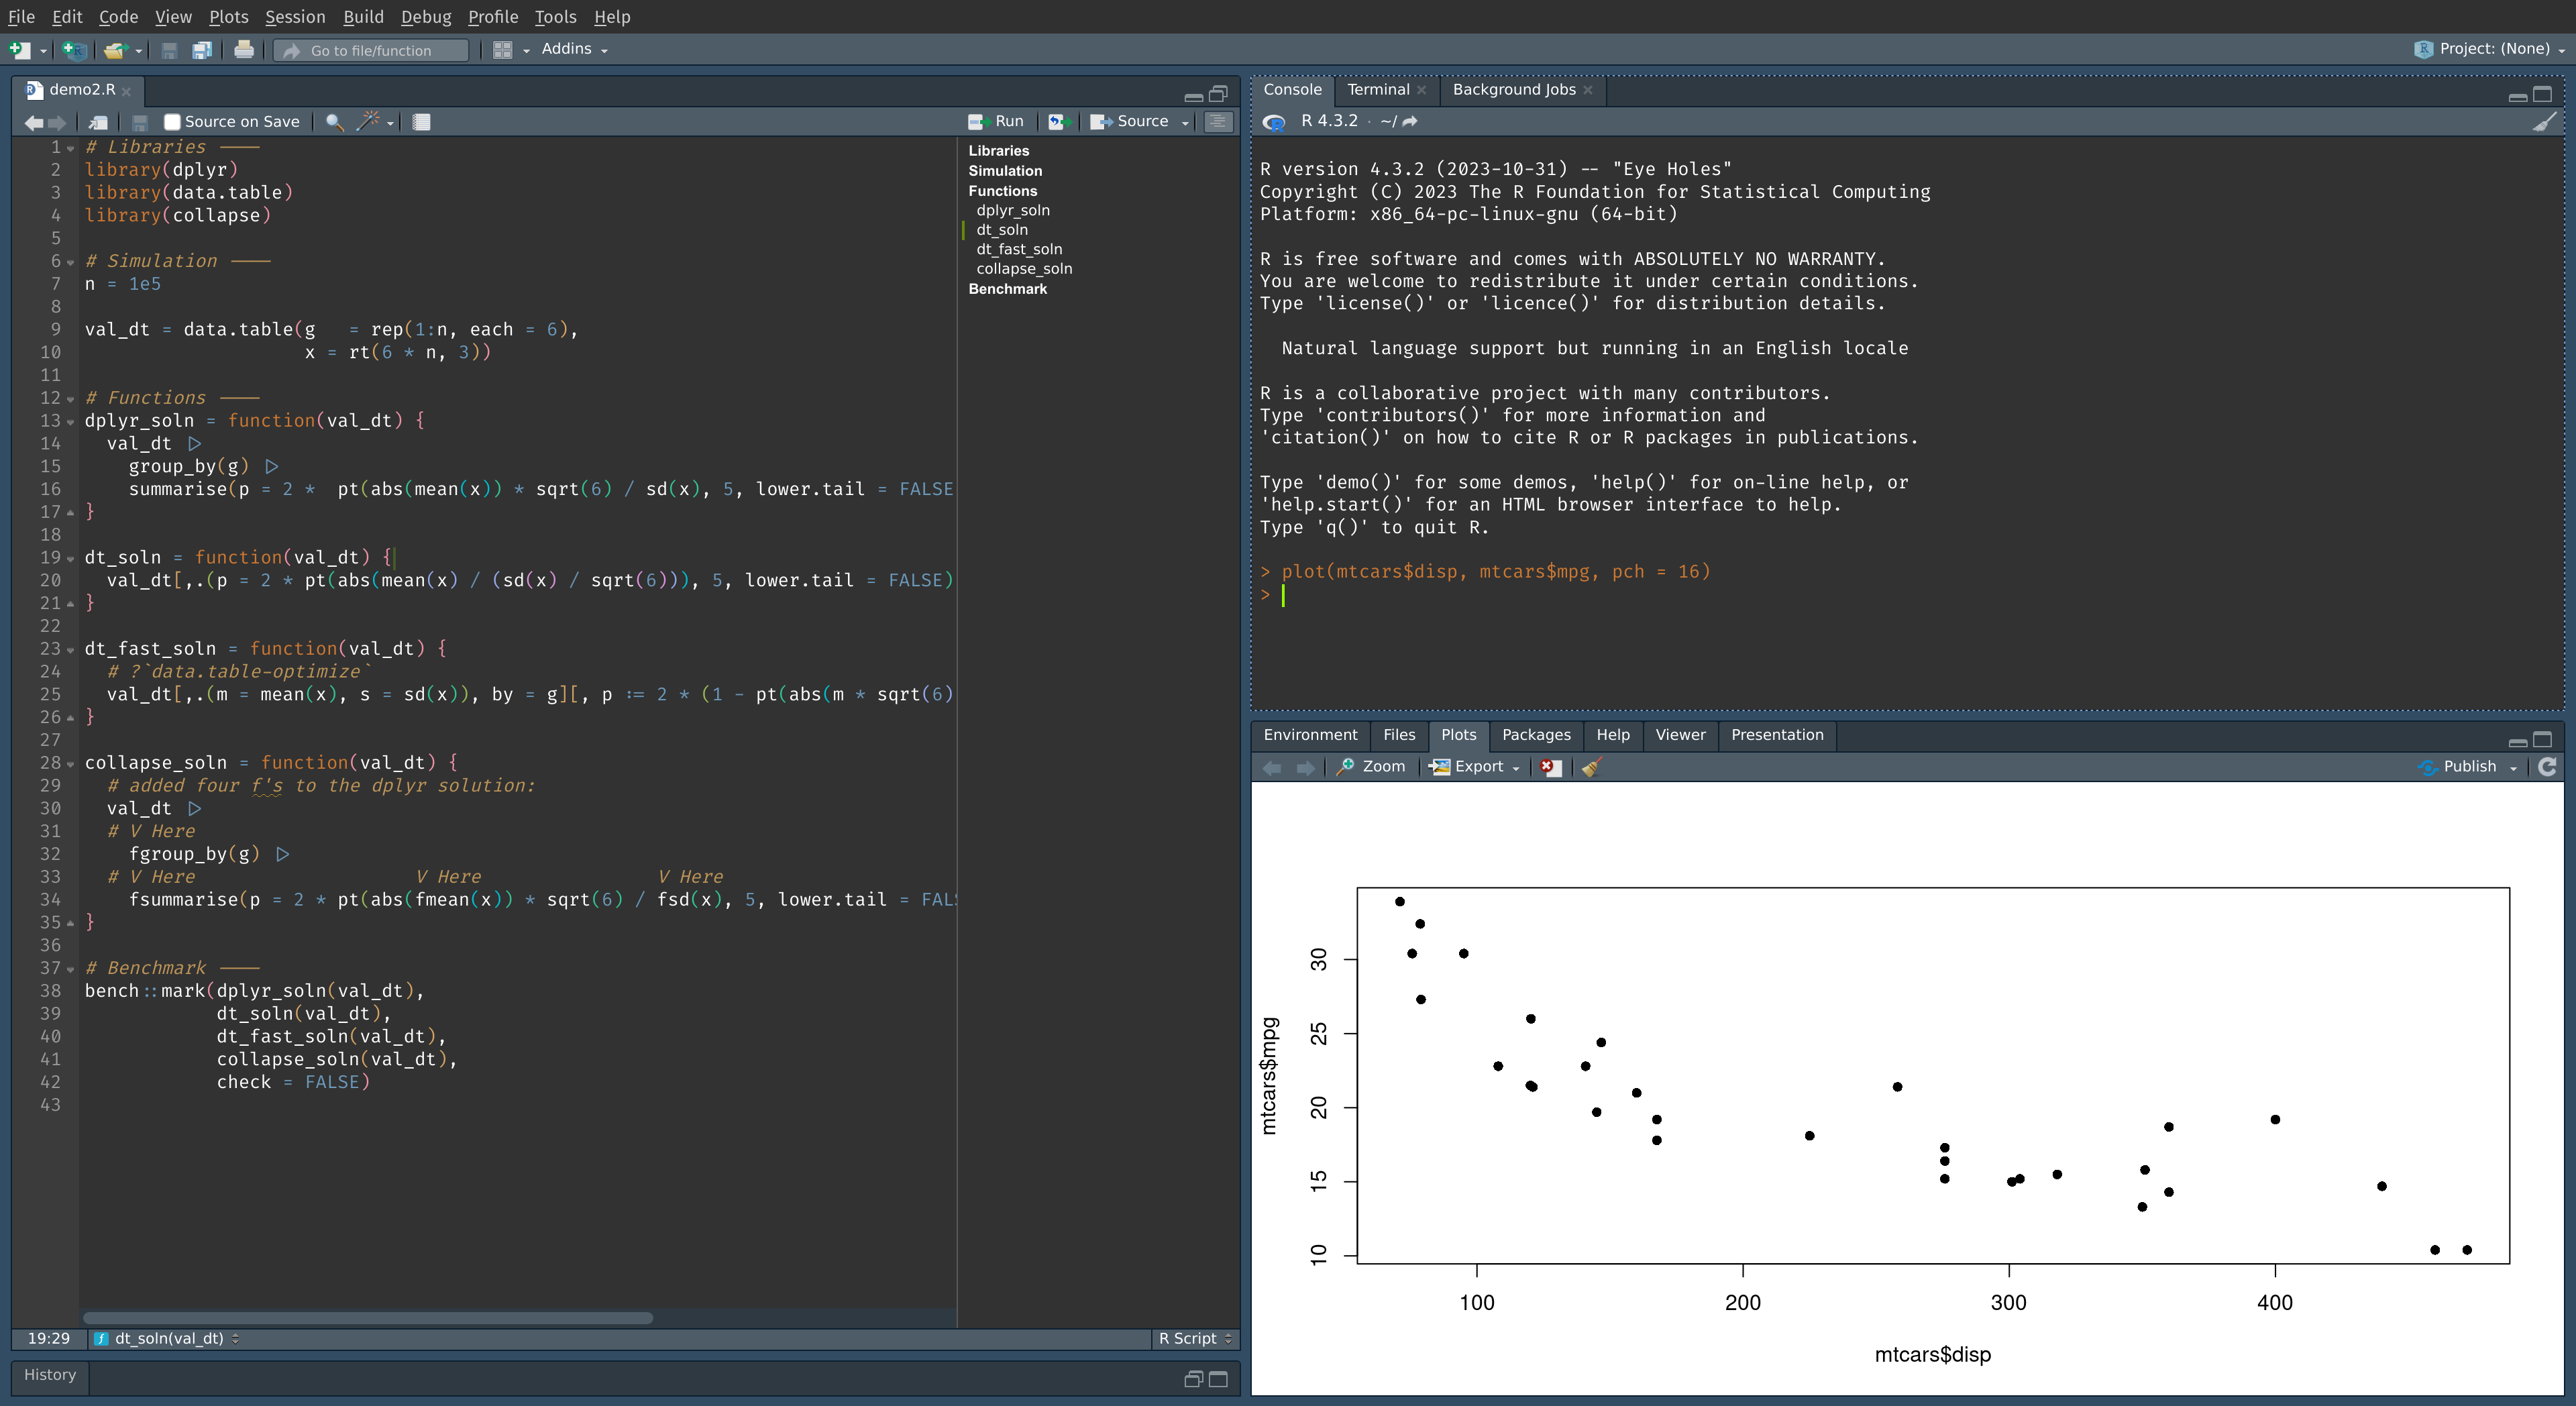 File Edit Code View Plots Session Build Debug Profile Tools Help
Go to file/function Addins Project: (None)
demo2.R
Source on Save Run Source
1 # Libraries ----
2 library(dplyr)
3 library(data.table)
4 library(collapse)
5
6 # Simulation ----
7 n = 1e5
8
9 val_dt = data.table(g   = rep(1:n, each = 6),
10                     x = rt(6 * n, 3))
11
12 # Functions ----
13 dplyr_soln = function(val_dt) {
14   val_dt |>
15     group_by(g) |>
16     summarise(p = 2 *  pt(abs(mean(x)) * sqrt(6) / sd(x), 5, lower.tail = FALSE
17 }
18
19 dt_soln = function(val_dt) {
20   val_dt[,.(p = 2 * pt(abs(mean(x) / (sd(x) / sqrt(6))), 5, lower.tail = FALSE)
21 }
22
23 dt_fast_soln = function(val_dt) {
24   # ?`data.table-optimize`
25   val_dt[,.(m = mean(x), s = sd(x)), by = g][, p := 2 * (1 - pt(abs(m * sqrt(6)
26 }
27
28 collapse_soln = function(val_dt) {
29   # added four f's to the dplyr solution:
30   val_dt |>
31   # V Here
32     fgroup_by(g) |>
33   # V Here                    V Here                V Here
34     fsummarise(p = 2 * pt(abs(fmean(x)) * sqrt(6) / fsd(x), 5, lower.tail = FALS
35 }
36
37 # Benchmark ----
38 bench::mark(dplyr_soln(val_dt),
39             dt_soln(val_dt),
40             dt_fast_soln(val_dt),
41             collapse_soln(val_dt),
42             check = FALSE)
43
Libraries
Simulation
Functions
dplyr_soln
dt_soln
dt_fast_soln
collapse_soln
Benchmark
19:29 dt_soln(val_dt) R Script
History
Console Terminal Background Jobs
R 4.3.2 · ~/
R version 4.3.2 (2023-10-31) -- "Eye Holes"
Copyright (C) 2023 The R Foundation for Statistical Computing
Platform: x86_64-pc-linux-gnu (64-bit)
R is free software and comes with ABSOLUTELY NO WARRANTY.
You are welcome to redistribute it under certain conditions.
Type 'license()' or 'licence()' for distribution details.
Natural language support but running in an English locale
R is a collaborative project with many contributors.
Type 'contributors()' for more information and
'citation()' on how to cite R or R packages in publications.
Type 'demo()' for some demos, 'help()' for on-line help, or
'help.start()' for an HTML browser interface to help.
Type 'q()' to quit R.
> plot(mtcars$disp, mtcars$mpg, pch = 16)
>
Environment Files Plots Packages Help Viewer Presentation
Zoom Export Publish
mtcars$mpg
30
25
20
15
10
100 200 300 400
mtcars$disp